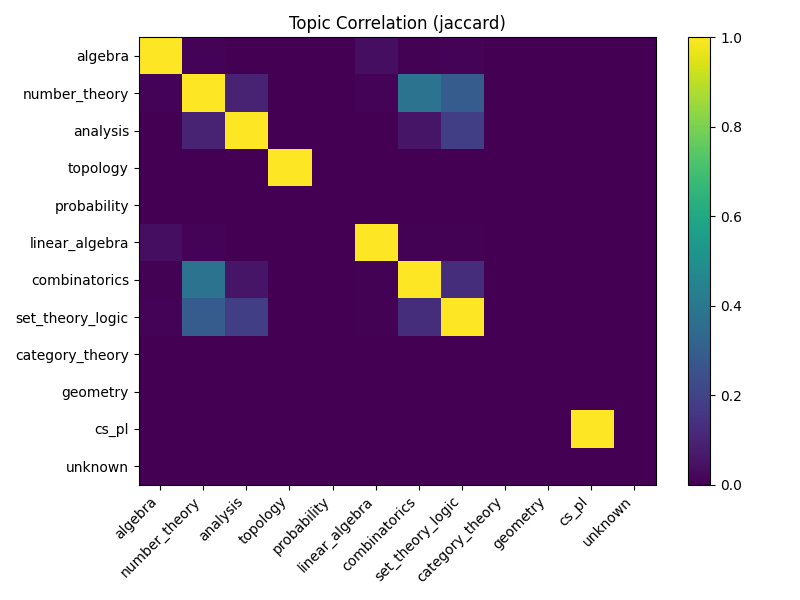 Topic Correlation (jaccard)
algebra
number_theory
analysis
topology
probability
linear_algebra
combinatorics
set_theory_logic
category_theory
geometry
cs_pl
unknown
algebra
number_theory
analysis
topology
probability
linear_algebra
combinatorics
set_theory_logic
category_theory
geometry
cs_pl
unknown
1.0
0.8
0.6
0.4
0.2
0.0